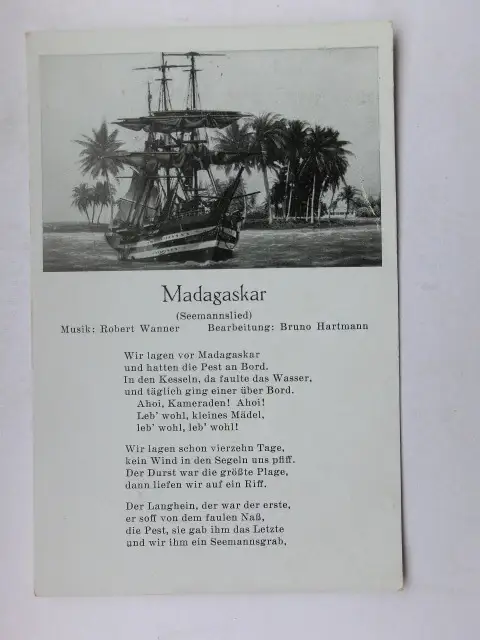 Madagaskar
(Seemannslied)
Musik: Robert Wanner Bearbeitung: Bruno Hartmann
Wir lagen vor Madagaskar
und hatten die Pest an Bord.
In den Kesseln, da faulte das Wasser,
und täglich ging einer über Bord.
Ahoi, Kameraden! Ahoi!
Leb' wohl, kleines Mädel,
leb' wohl, leb' wohl!
Wir lagen schon vierzehn Tage,
kein Wind in den Segeln uns pfiff.
Der Durst war die größte Plage,
dann liefen wir auf ein Riff.
Der Langhein, der war der erste,
er soff von dem faulen Naß,
die Pest, sie gab ihm das Letzte
und wir ihm ein Seemannsgrab,